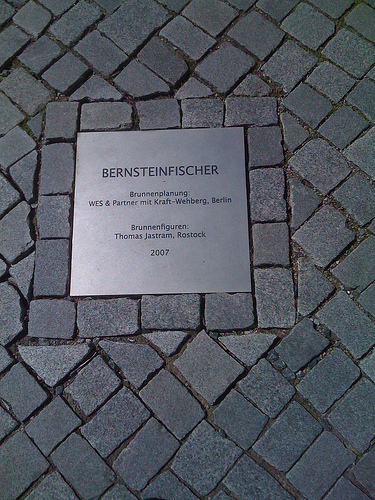 BERNSTEINFISCHER
Brunnenplanung:
WES & Partner mit Kraft-Wehberg, Berlin
Brunnenfiguren:
Thomas Jastram, Rostock
2007